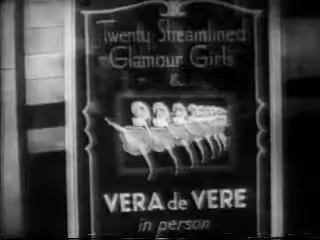 Twenty Streamlined
Glamour Girls
&
VERA de VERE
in person